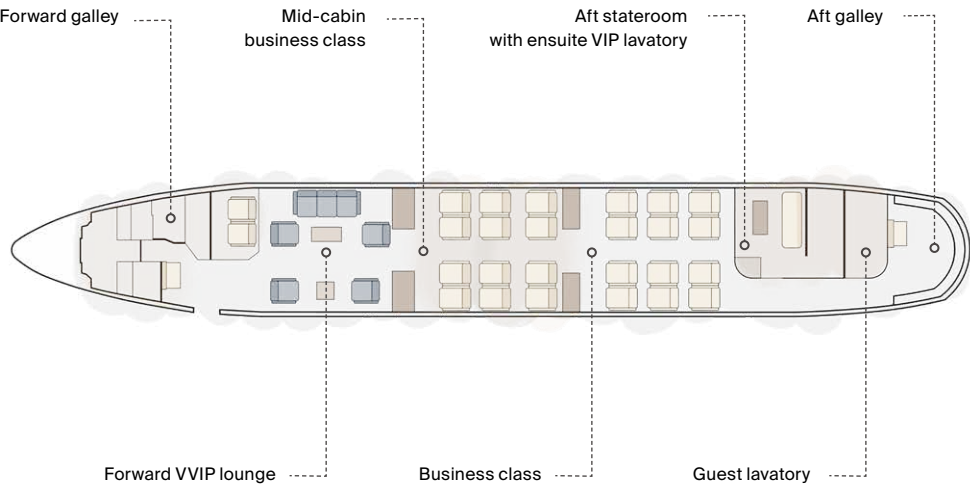 Forward galley
Mid-cabin
business class
Aft stateroom
with ensuite VIP lavatory
Aft galley
Forward VVIP lounge
Business class
Guest lavatory